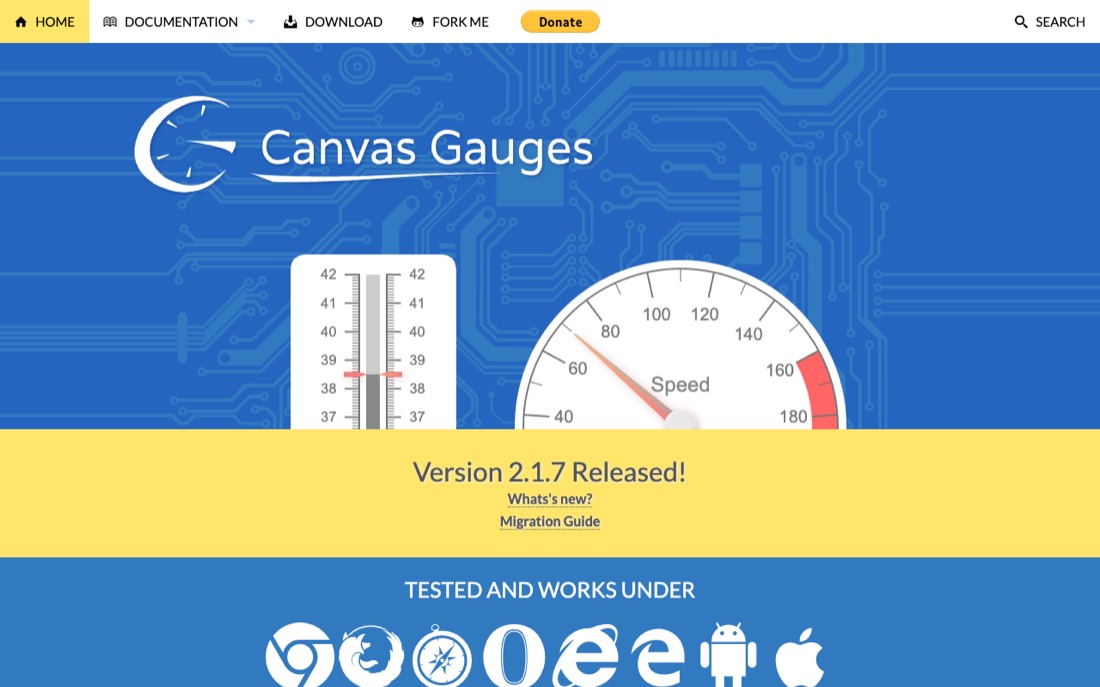 HOME DOCUMENTATION DOWNLOAD FORK ME Donate SEARCH
Canvas Gauges
42 42
41 41
40 40
39 39
38 38
37 37
100 120
80 140
60 160
Speed
40 180
Version 2.1.7 Released!
Whats's new?
Migration Guide
TESTED AND WORKS UNDER